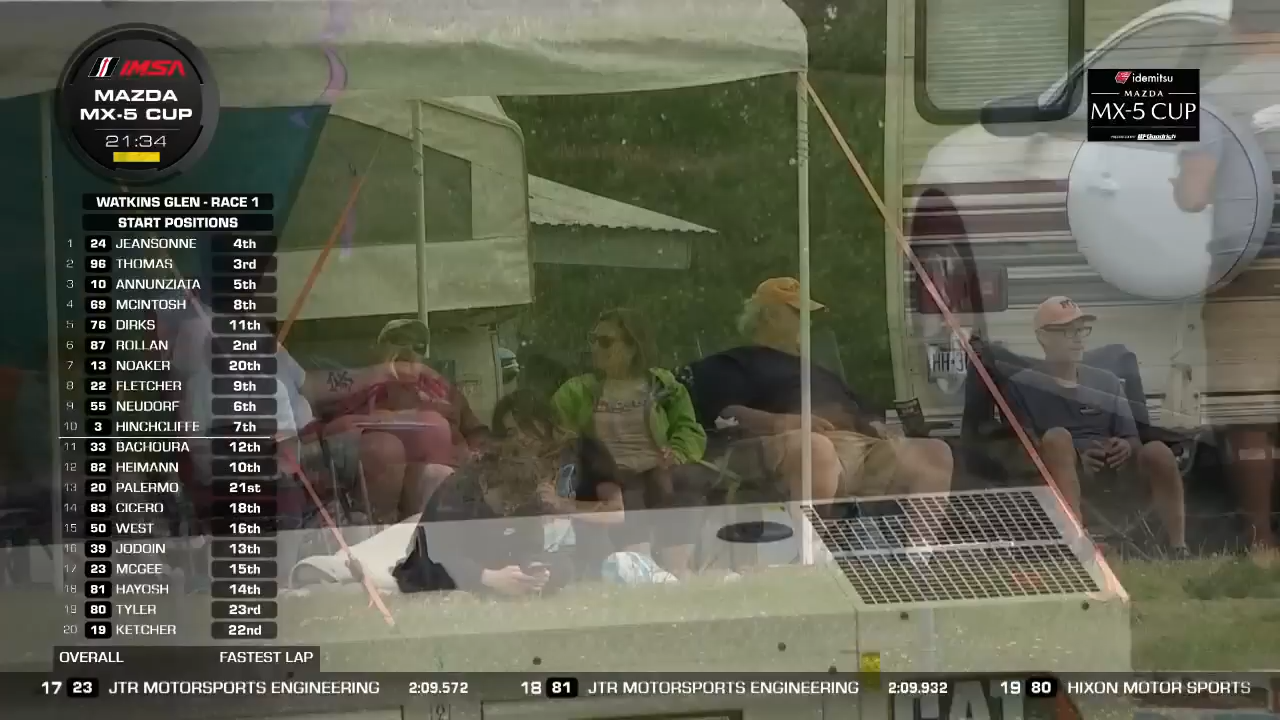 IMSA
MAZDA
MX-5 CUP
21:34
idemitsu
MAZDA
MX-5 CUP
BFGoodrich
WATKINS GLEN - RACE 1
START POSITIONS
1 24 JEANSONNE 4th
2 96 THOMAS 3rd
3 10 ANNUNZIATA 5th
4 69 MCINTOSH 8th
5 76 DIRKS 11th
6 87 ROLLAN 2nd
7 13 NOAKER 20th
8 22 FLETCHER 9th
9 55 NEUDORF 6th
10 3 HINCHCLIFFE 7th
11 33 BACHOURA 12th
12 82 HEIMANN 10th
13 20 PALERMO 21st
14 83 CICERO 18th
15 50 WEST 16th
16 39 JODOIN 13th
17 23 MCGEE 15th
18 81 HAYOSH 14th
19 80 TYLER 23rd
20 19 KETCHER 22nd
OVERALL FASTEST LAP
17 23 JTR MOTORSPORTS ENGINEERING 2:09.572 18 81 JTR MOTORSPORTS ENGINEERING 2:09.932 19 80 HIXON MOTOR SPORTS